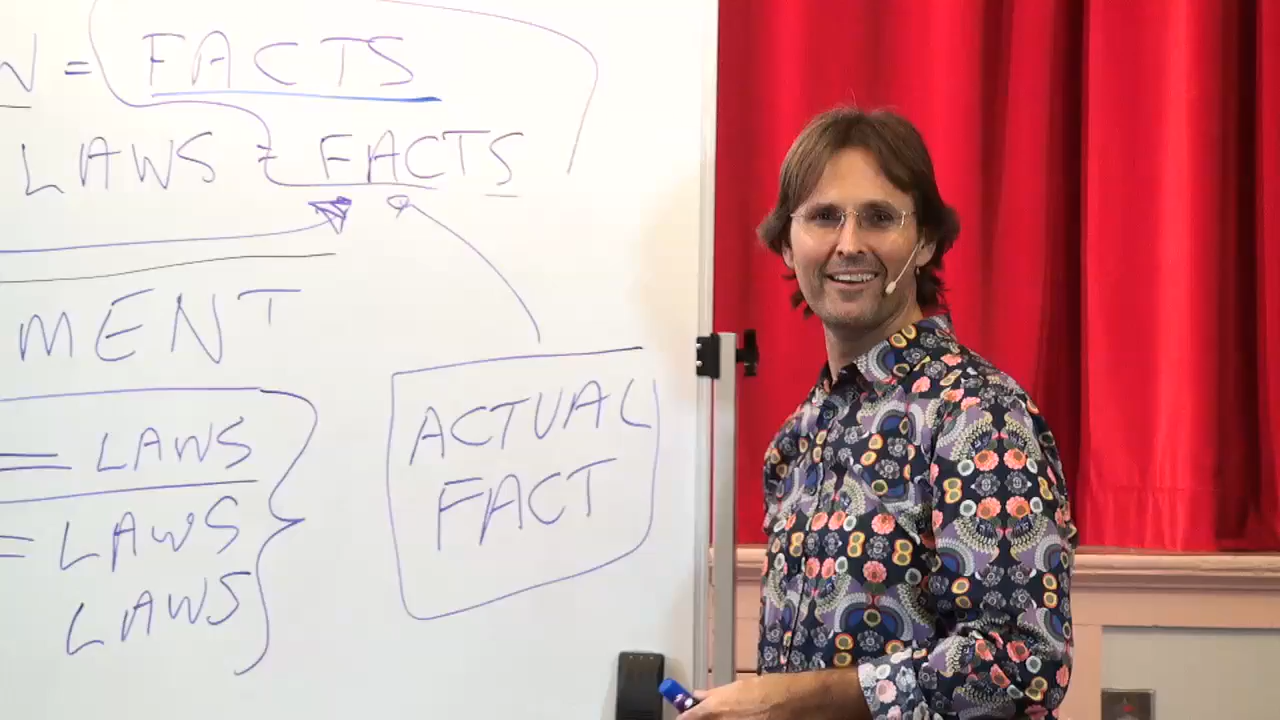 = FACTS
LAWS = FACTS
MENT
= LAWS
= LAWS
LAWS
ACTUAL
FACT